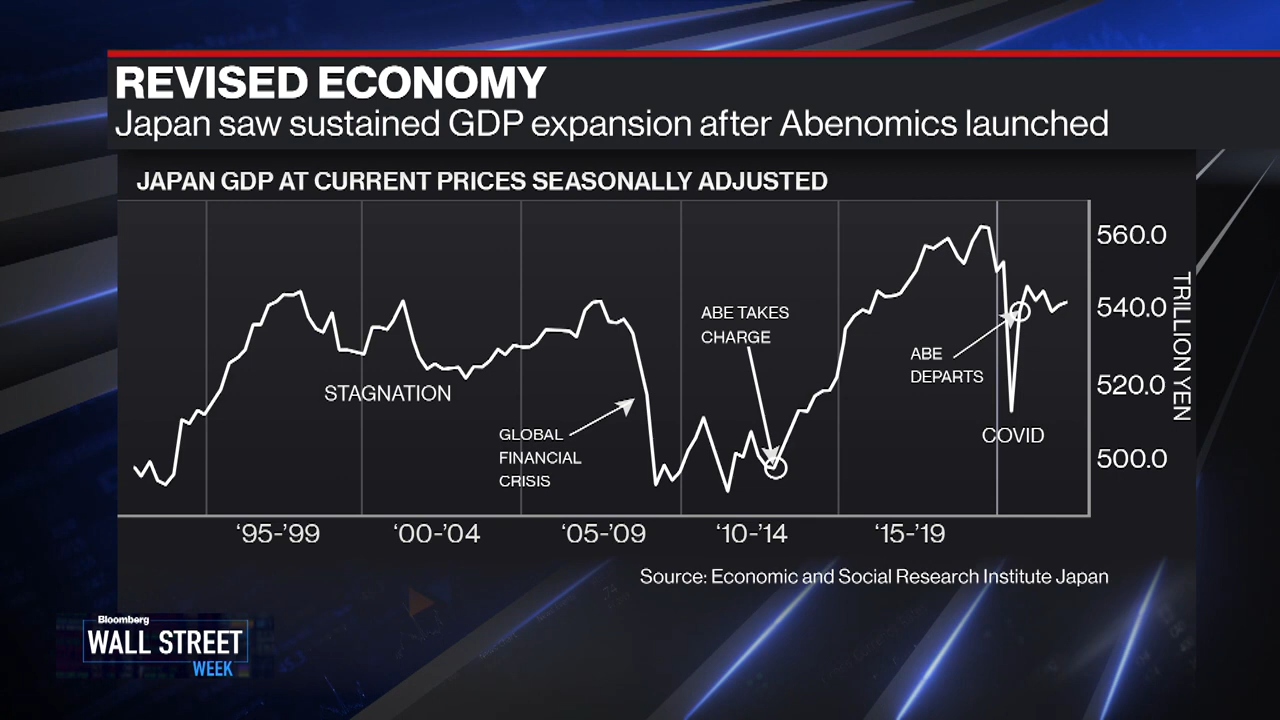 REVISED ECONOMY
Japan saw sustained GDP expansion after Abenomics launched
JAPAN GDP AT CURRENT PRICES SEASONALLY ADJUSTED
560.0
540.0
520.0
500.0
TRILLION YEN
STAGNATION
GLOBAL
FINANCIAL
CRISIS
ABE TAKES
CHARGE
ABE
DEPARTS
COVID
‘95-’99
‘00-’04
‘05-’09
‘10-’14
‘15-’19
Source: Economic and Social Research Institute Japan
Bloomberg
WALL STREET
WEEK